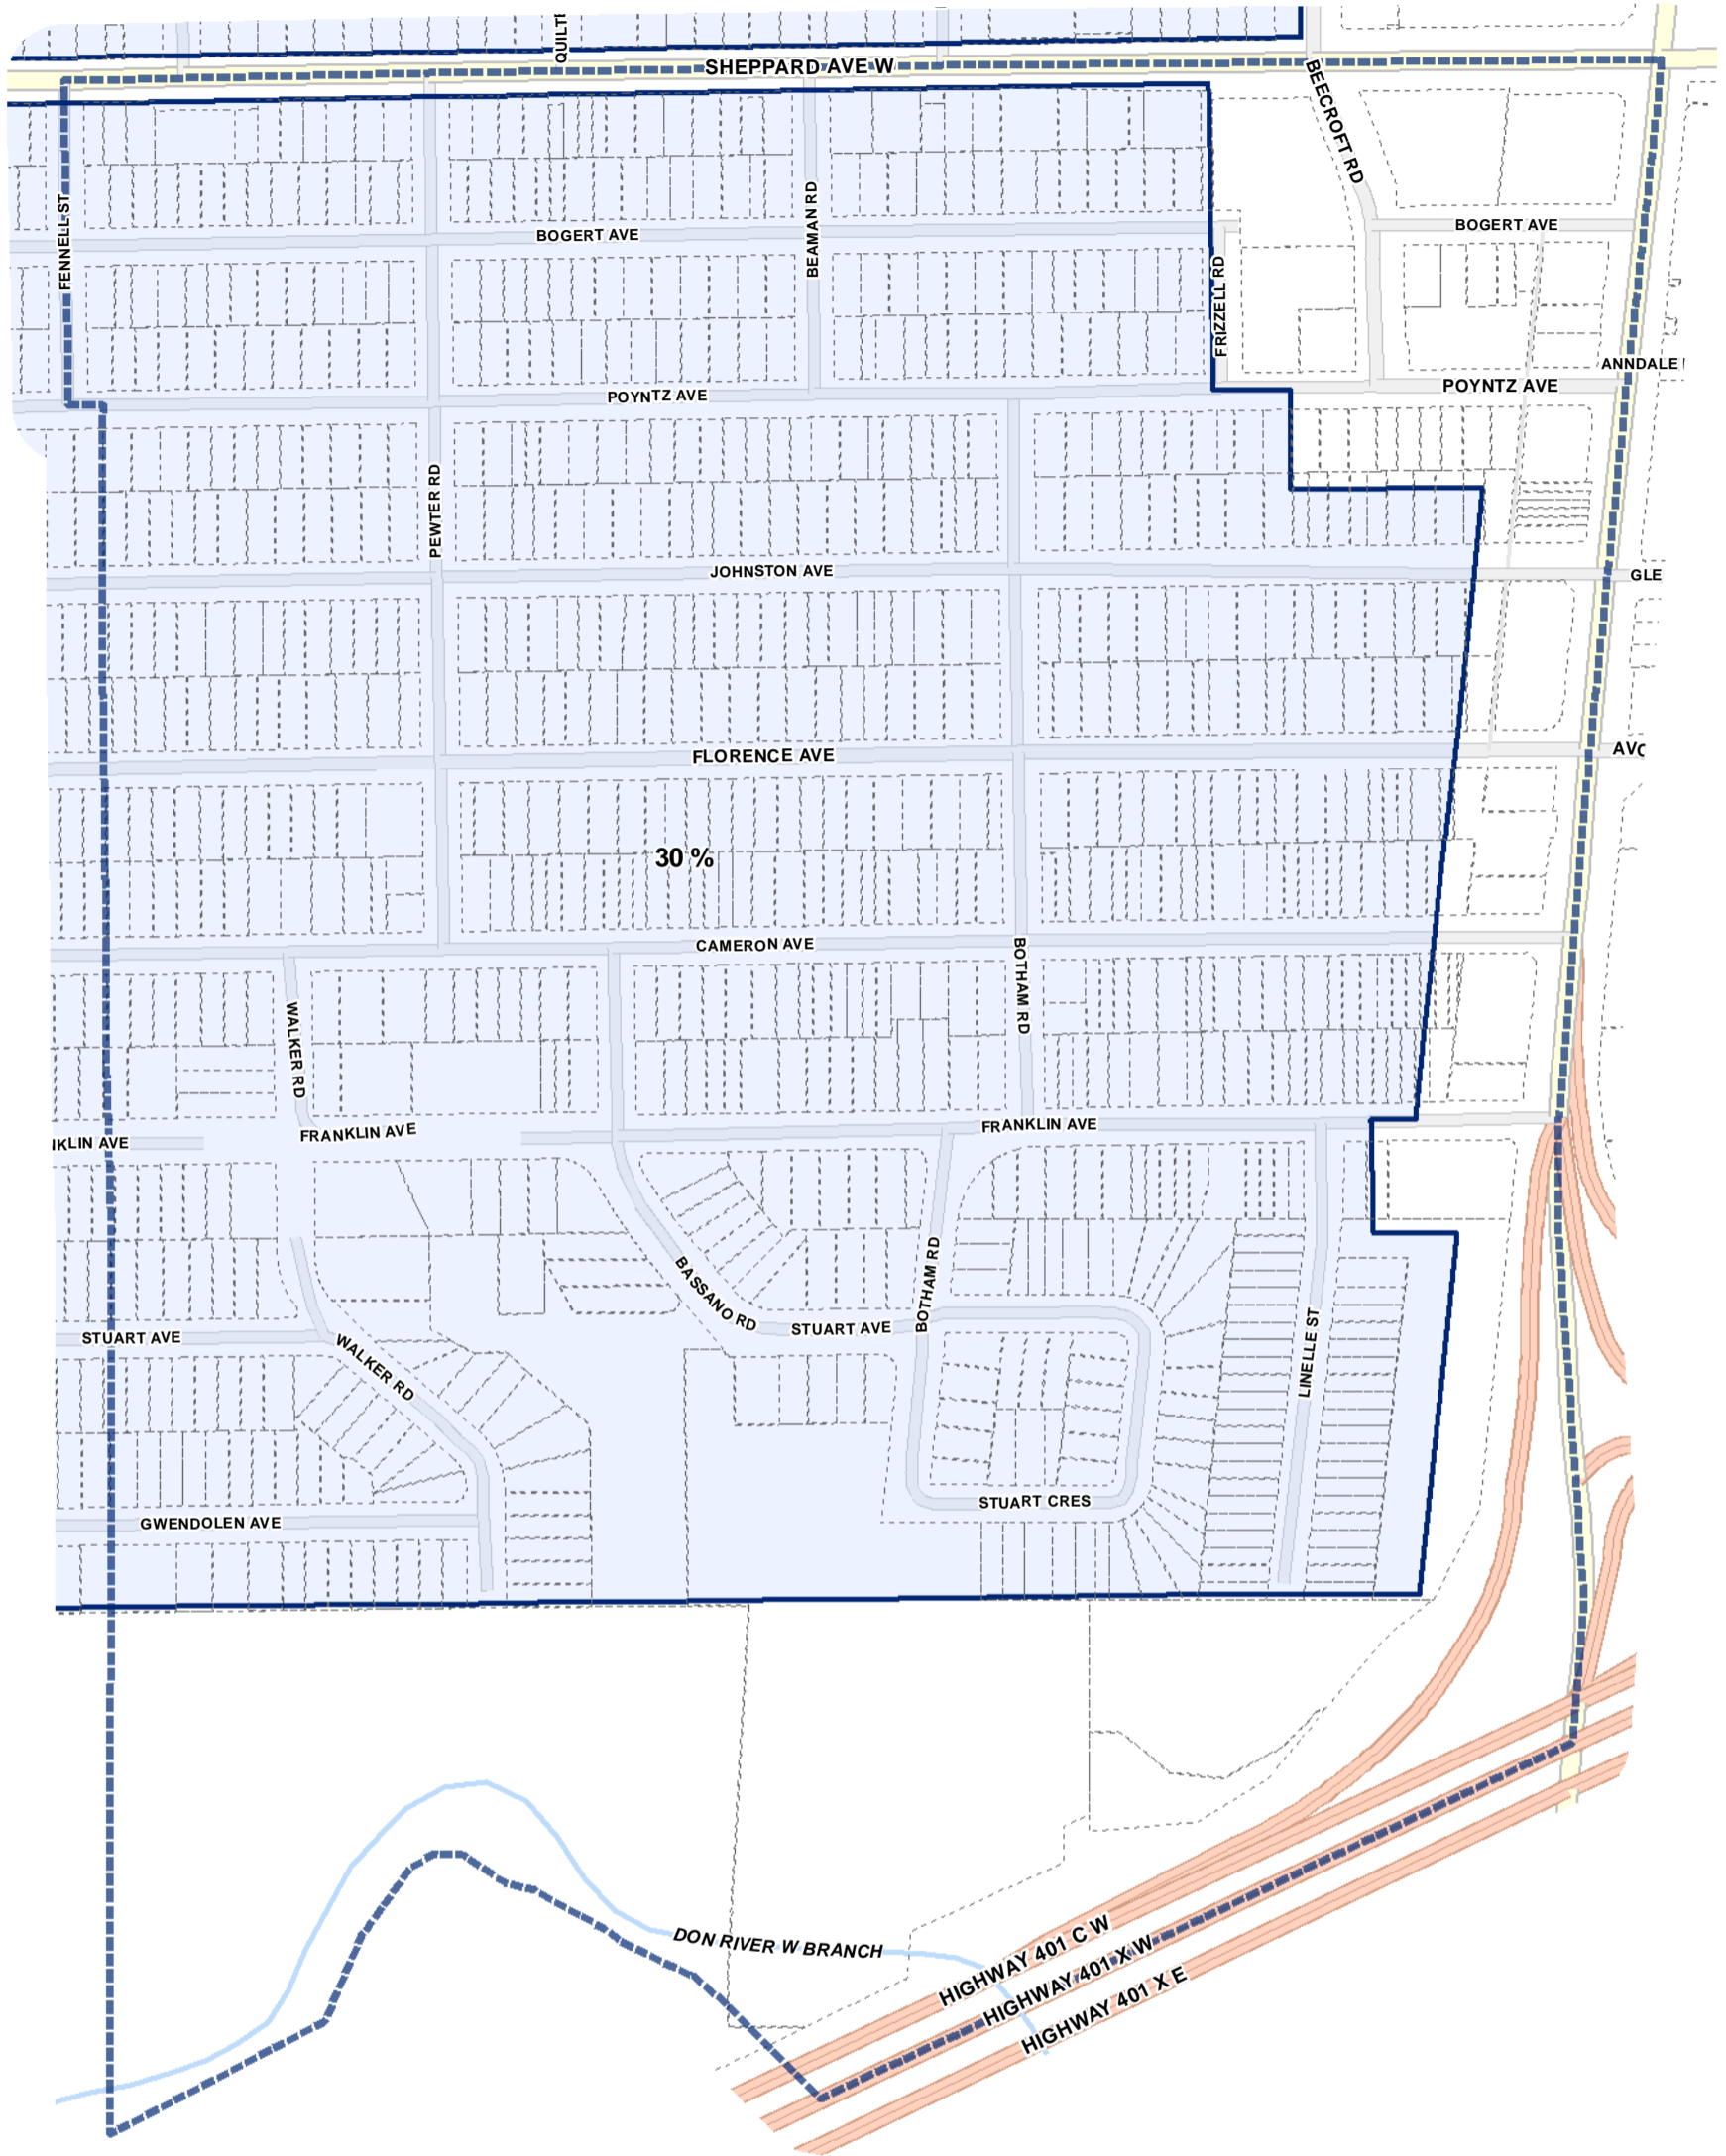 QUILTE
SHEPPARD AVE W
BEECROFT RD
FENNELL ST
BEAMAN RD
BOGERT AVE
BOGERT AVE
FRIZZELL RD
ANNDALE
POYNTZ AVE
POYNTZ AVE
PEWTER RD
JOHNSTON AVE
GLE
FLORENCE AVE
AVO
30 %
CAMERON AVE
BOTHAM RD
WALKER RD
NKLIN AVE
FRANKLIN AVE
FRANKLIN AVE
BASSANO RD
BOTHAM RD
STUART AVE
STUART AVE
WALKER RD
LINELLE ST
STUART CRES
GWENDOLEN AVE
DON RIVER W BRANCH
HIGHWAY 401 C W
HIGHWAY 401 X W
HIGHWAY 401 X E